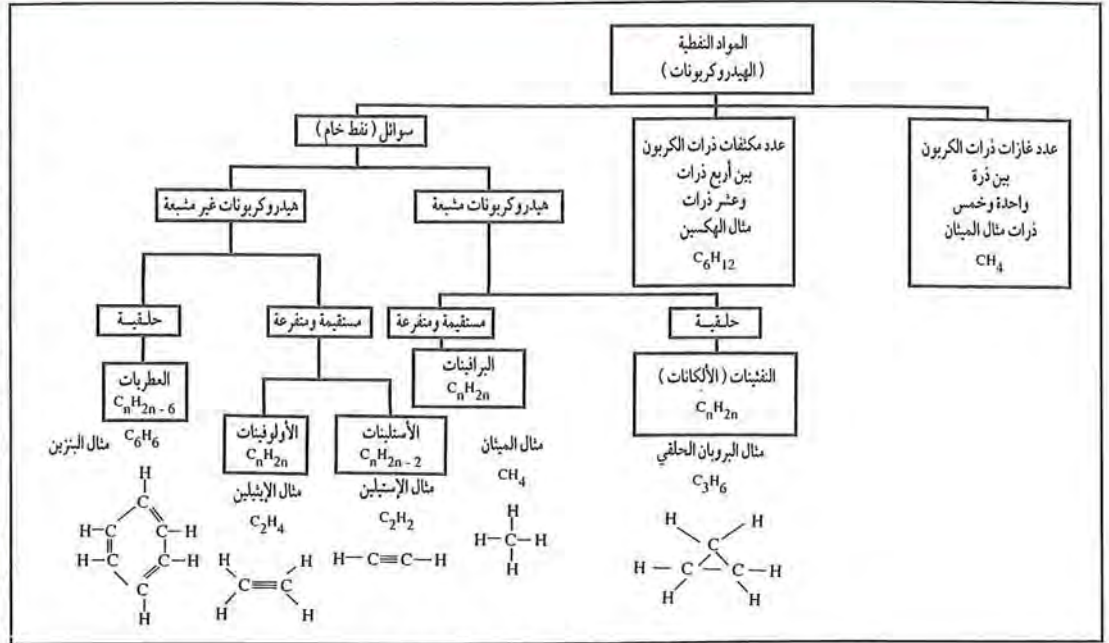 المواد النفطية
(الهيدروكربونات)
عدد غازات ذرات الكربون
بين ذرة
واحدة وخمس
ذرات مثال الميثان
CH4
عدد مكثفات ذرات الكربون
بين أربع ذرات
وعشر ذرات
مثال الهكسين
C6H12
سوائل (نفط خام)
هيدروكربونات مشبعة
هيدروكربونات غير مشبعة
حلـقيـة
مستقيمة ومتفرعة
مستقيمة ومتفرعة
حلـقيـة
النفثينات (الألكانات)
CnH2n
مثال البروبان الحلقي
C3H6
H H
C
H C C H
H H
البرافينات
CnH2n
مثال الميثان
CH4
H
H-C-H
H
الأستلينات
CnH2n-2
مثال الإستيلين
C2H2
H-C≡C-H
الأولوفينات
CnH2n
مثال الإيثيلين
C2H4
H H
C≡C
H H
العطريات
CnH2n-6
C6H6
مثال البنزين
H
C
H-C C-H
H-C C-H
C
H